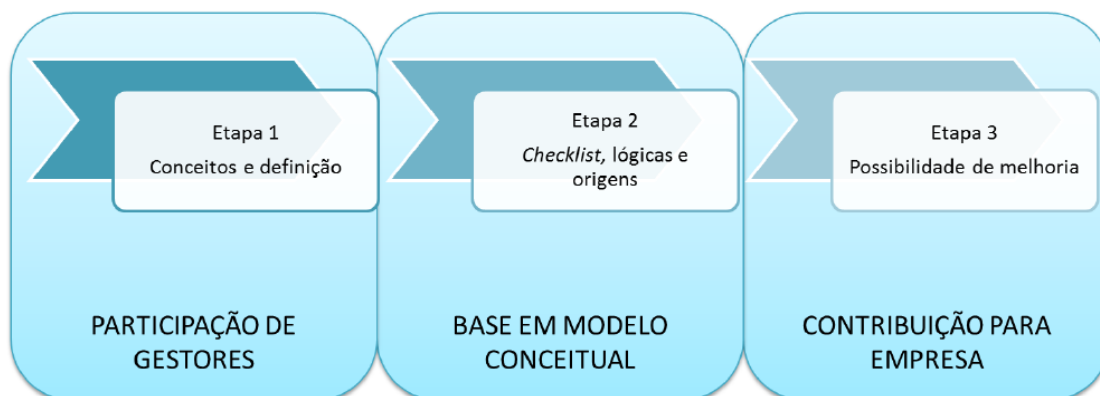 Etapa 1
Conceitos e definição
PARTICIPAÇÃO DE
GESTORES
Etapa 2
Checklist, lógicas e
origens
BASE EM MODELO
CONCEITUAL
Etapa 3
Possibilidade de melhoria
CONTRIBUIÇÃO PARA
EMPRESA